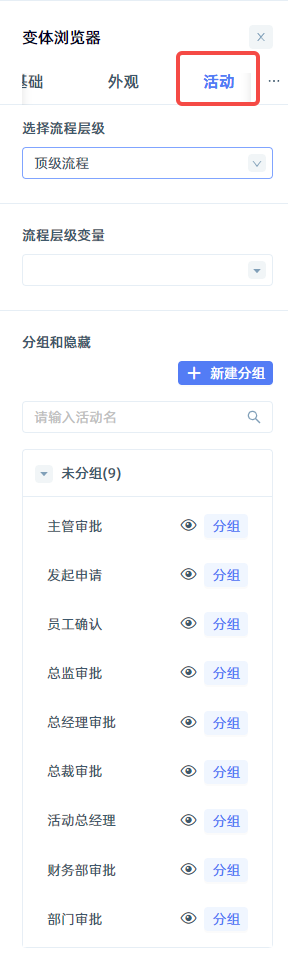 变体浏览器
基础 外观 活动 ...
选择流程层级
顶级流程
流程层级变量
分组和隐藏
新建分组
请输入活动名
未分组(9)
主管审批 分组
发起申请 分组
员工确认 分组
总监审批 分组
总经理审批 分组
总裁审批 分组
活动总经理 分组
财务部审批 分组
部门审批 分组